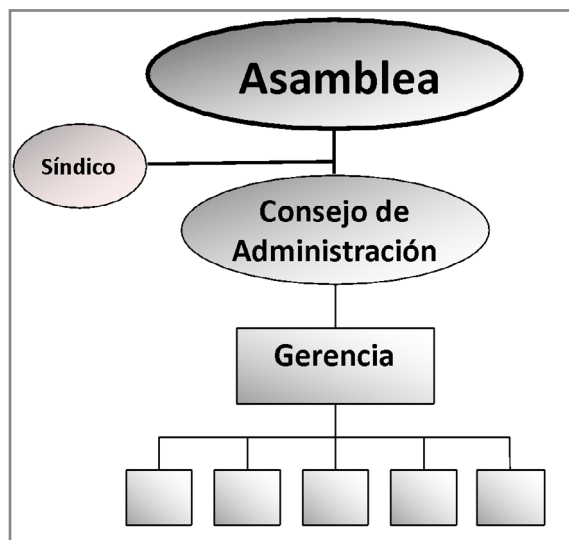 Asamblea
Síndico
Consejo de
Administración
Gerencia